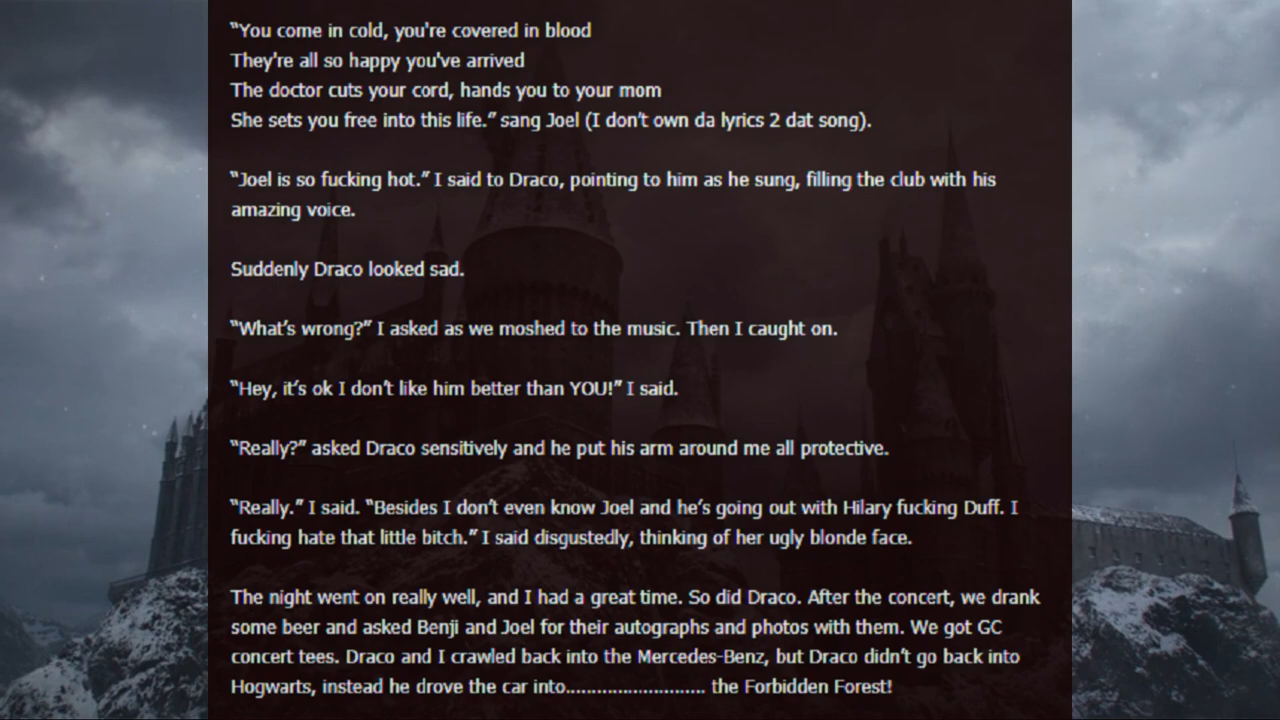 “You come in cold, you're covered in blood
They're all so happy you've arrived
The doctor cuts your cord, hands you to your mom
She sets you free into this life.” sang Joel (I don’t own da lyrics 2 dat song).
“Joel is so fucking hot.” I said to Draco, pointing to him as he sung, filling the club with his
amazing voice.
Suddenly Draco looked sad.
“What’s wrong?” I asked as we moshed to the music. Then I caught on.
“Hey, it’s ok I don’t like him better than YOU!” I said.
“Really?” asked Draco sensitively and he put his arm around me all protective.
“Really.” I said. “Besides I don’t even know Joel and he’s going out with Hilary fucking Duff. I
fucking hate that little bitch.” I said disgustedly, thinking of her ugly blonde face.
The night went on really well, and I had a great time. So did Draco. After the concert, we drank
some beer and asked Benji and Joel for their autographs and photos with them. We got GC
concert tees. Draco and I crawled back into the Mercedes-Benz, but Draco didn’t go back into
Hogwarts, instead he drove the car into……………………… the Forbidden Forest!